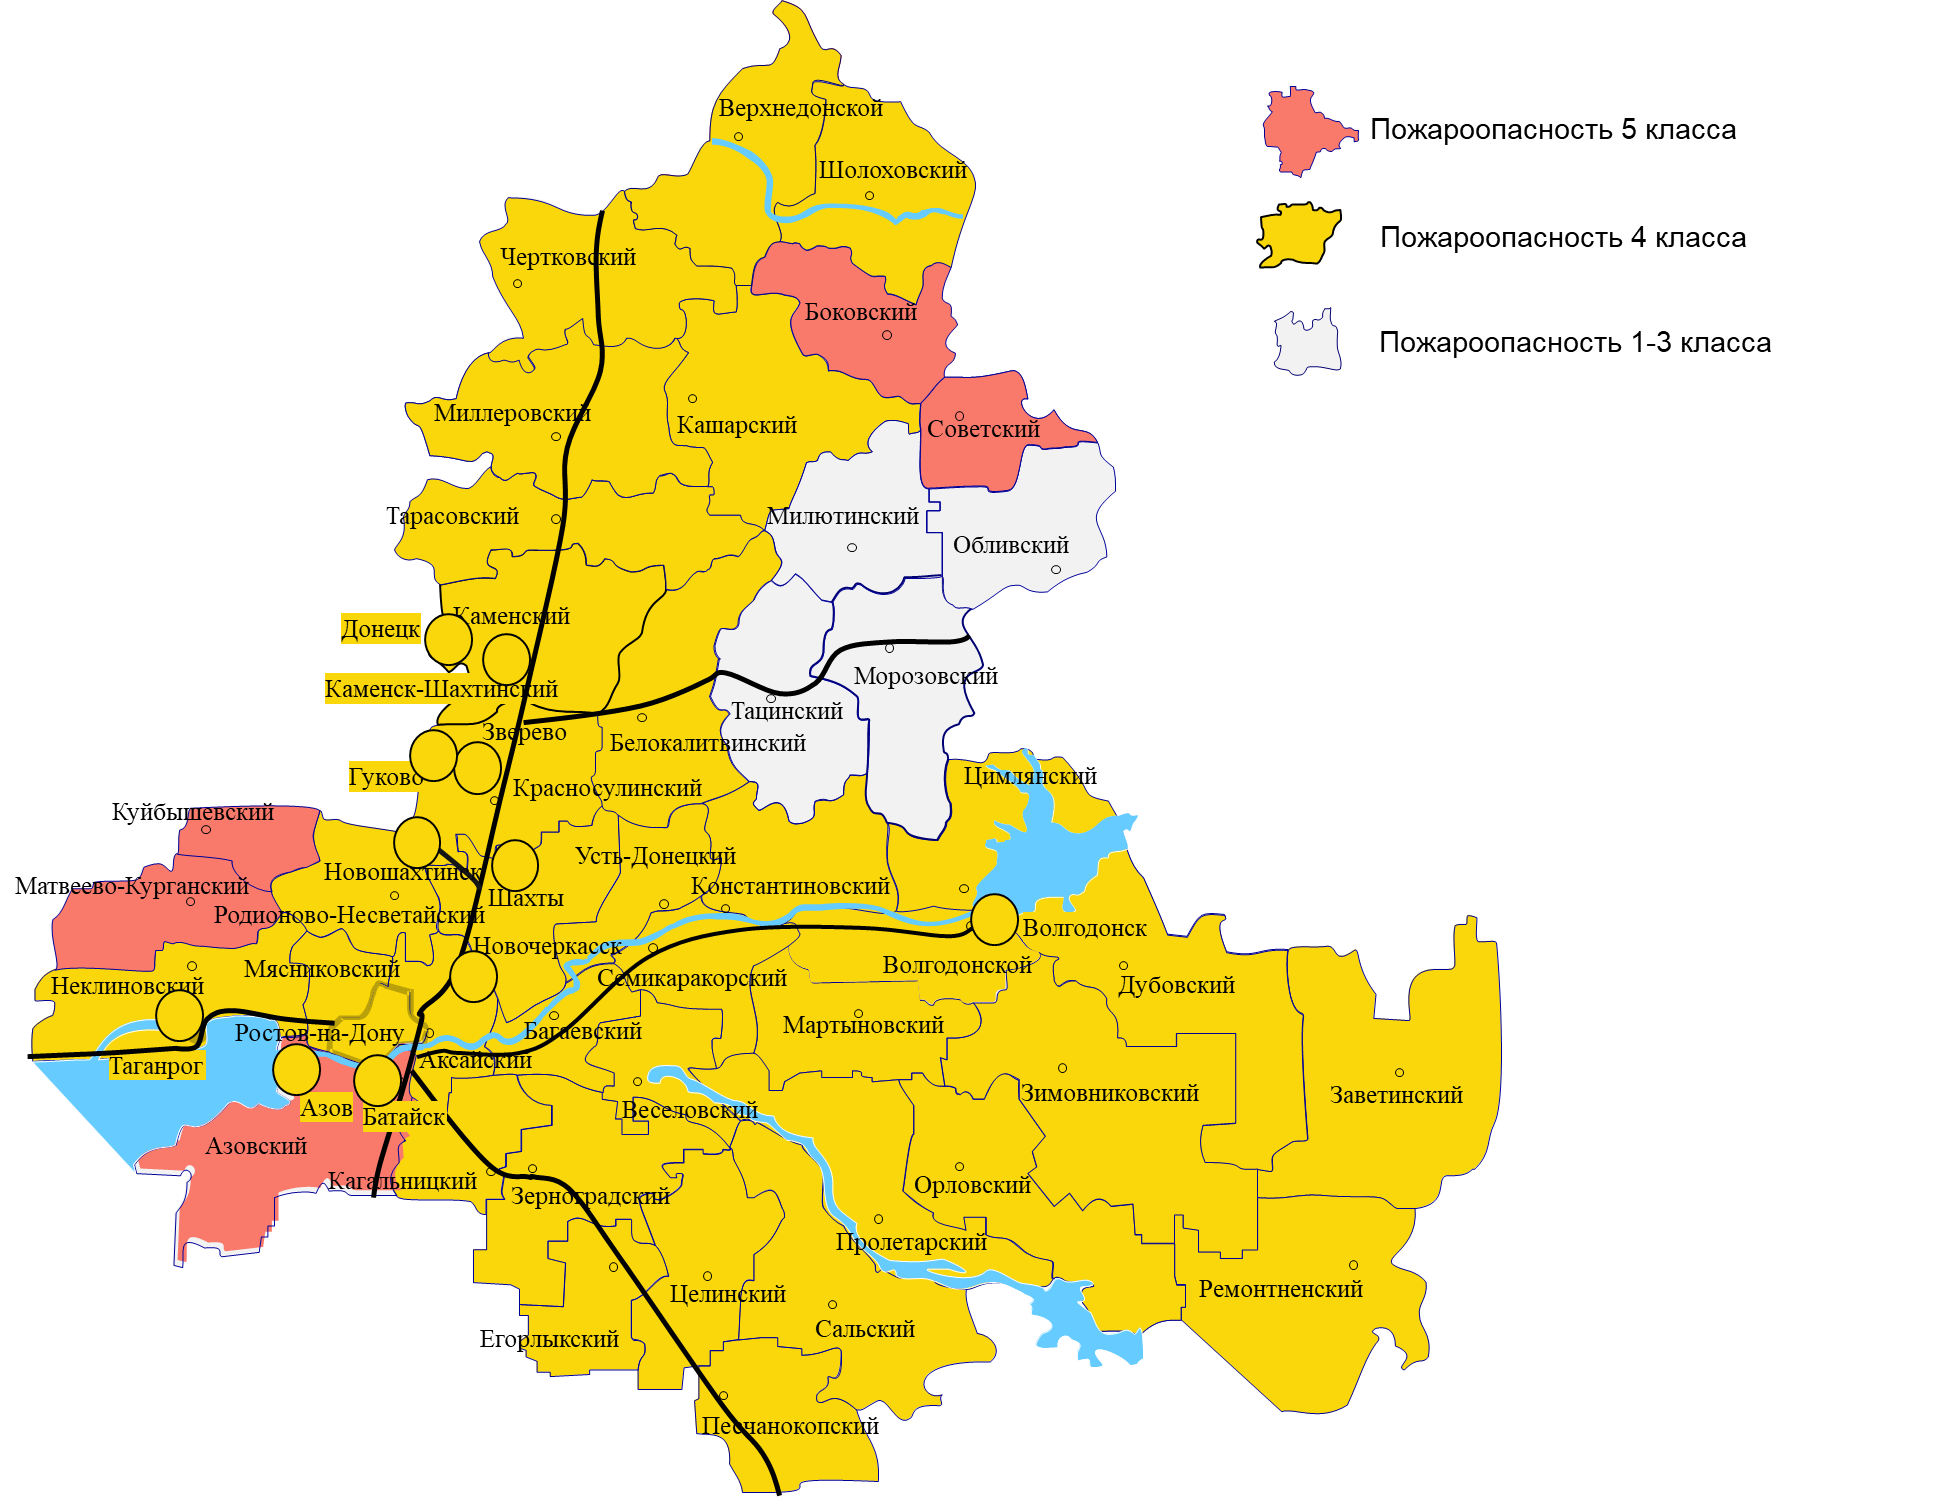 Верхнедонской
Пожароопасность 5 класса
Шолоховский
Пожароопасность 4 класса
Чертковский
Боковский
Пожароопасность 1-3 класса
Миллеровский
Кашарский
Советский
Тарасовский
Милютинский
Обливский
Каменский
Донецк
Морозовский
Каменск-Шахтинский
Тацинский
Зверево
Белокалитвинский
Гуково
Цимлянский
Красносулинский
Куйбышевский
Усть-Донецкий
Новошахтинск
Матвеево-Курганский
Константиновский
Шахты
Родионово-Несветайский
Волгодонск
Новочеркасск
Мясниковский
Волгодонской
Семикаракорский
Неклиновский
Дубовский
Мартыновский
Ростов-на-Дону
Багаевский
Аксайский
Таганрог
Зимовниковский
Заветинский
Азов
Веселовский
Батайск
Азовский
Кагальницкий
Орловский
Зерноградский
Пролетарский
Ремонтненский
Целинский
Сальский
Егорлыкский
Песчанокопский